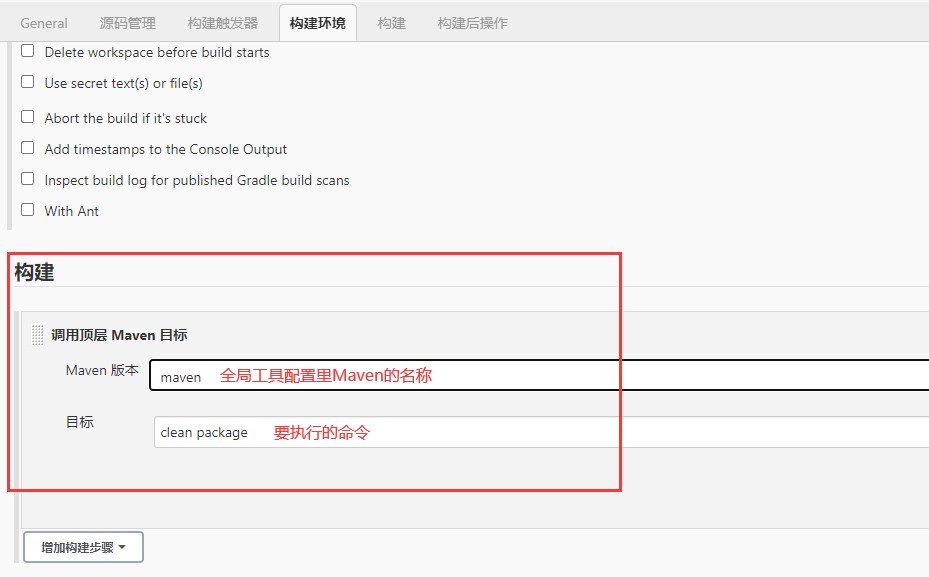 General 源码管理 构建触发器 构建环境 构建 构建后操作
Delete workspace before build starts
Use secret text(s) or file(s)
Abort the build if it's stuck
Add timestamps to the Console Output
Inspect build log for published Gradle build scans
With Ant
构建
调用顶层 Maven 目标
Maven 版本 maven 全局工具配置里Maven的名称
目标 clean package 要执行的命令
增加构建步骤